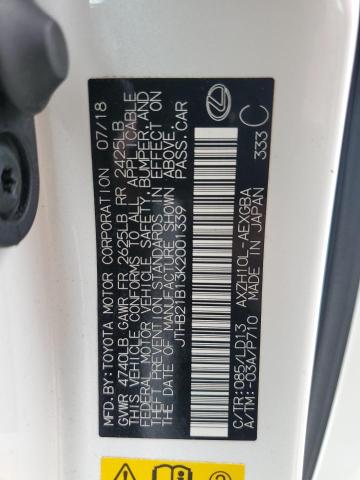 MFD. BY: TOYOTA MOTOR CORPORATION 07/18
GVWR 4740LB GAWR FR 2625LB RR 2425LB
THIS VEHICLE CONFORMS TO ALL APPLICABLE
FEDERAL MOTOR VEHICLE SAFETY, BUMPER, AND
THEFT PREVENTION STANDARDS IN EFFECT ON
THE DATE OF MANUFACTURE SHOWN ABOVE.
JTHB21B13K2001339 PASS.CAR
C/TR:085/LD13 AXZH10L-AEXGBA
A/TM:-03A/P710 MADE IN JAPAN
333 C